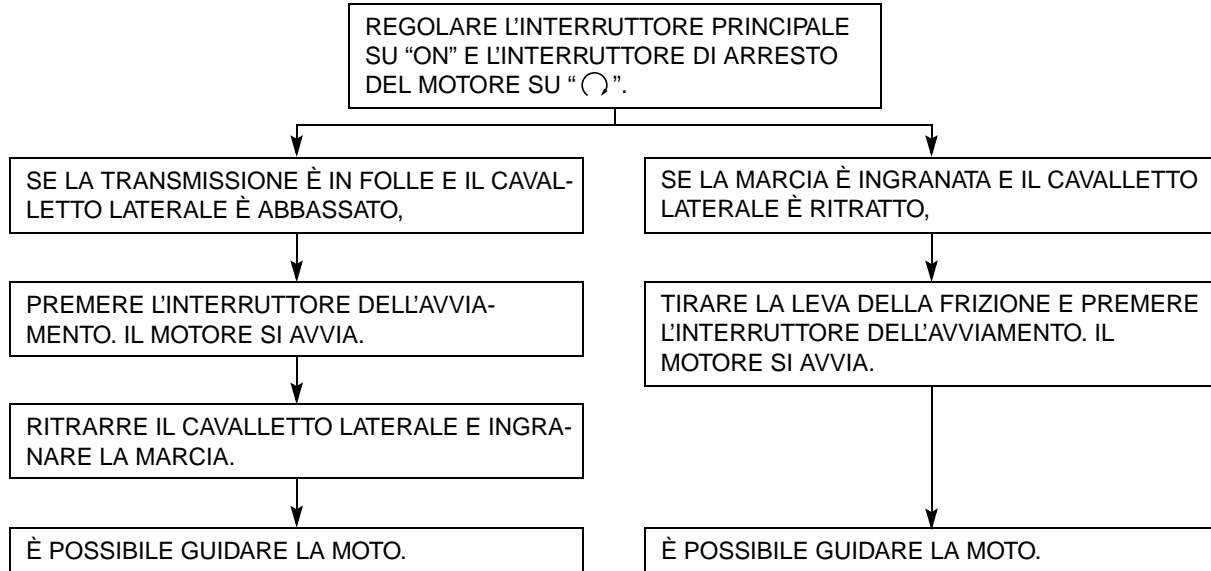 REGOLARE L'INTERRUTTORE PRINCIPALE
SU “ON” E L'INTERRUTTORE DI ARRESTO
DEL MOTORE SU “ ”.
SE LA TRANSMISSIONE È IN FOLLE E IL CAVAL-
LETTO LATERALE È ABBASSATO,
PREMERE L'INTERRUTTORE DELL'AVVIA-
MENTO. IL MOTORE SI AVVIA.
RITRARRE IL CAVALLETTO LATERALE E INGRA-
NARE LA MARCIA.
È POSSIBILE GUIDARE LA MOTO.
SE LA MARCIA È INGRANATA E IL CAVALLETTO
LATERALE È RITRATTO,
TIRARE LA LEVA DELLA FRIZIONE E PREMERE
L'INTERRUTTORE DELL'AVVIAMENTO. IL
MOTORE SI AVVIA.
È POSSIBILE GUIDARE LA MOTO.